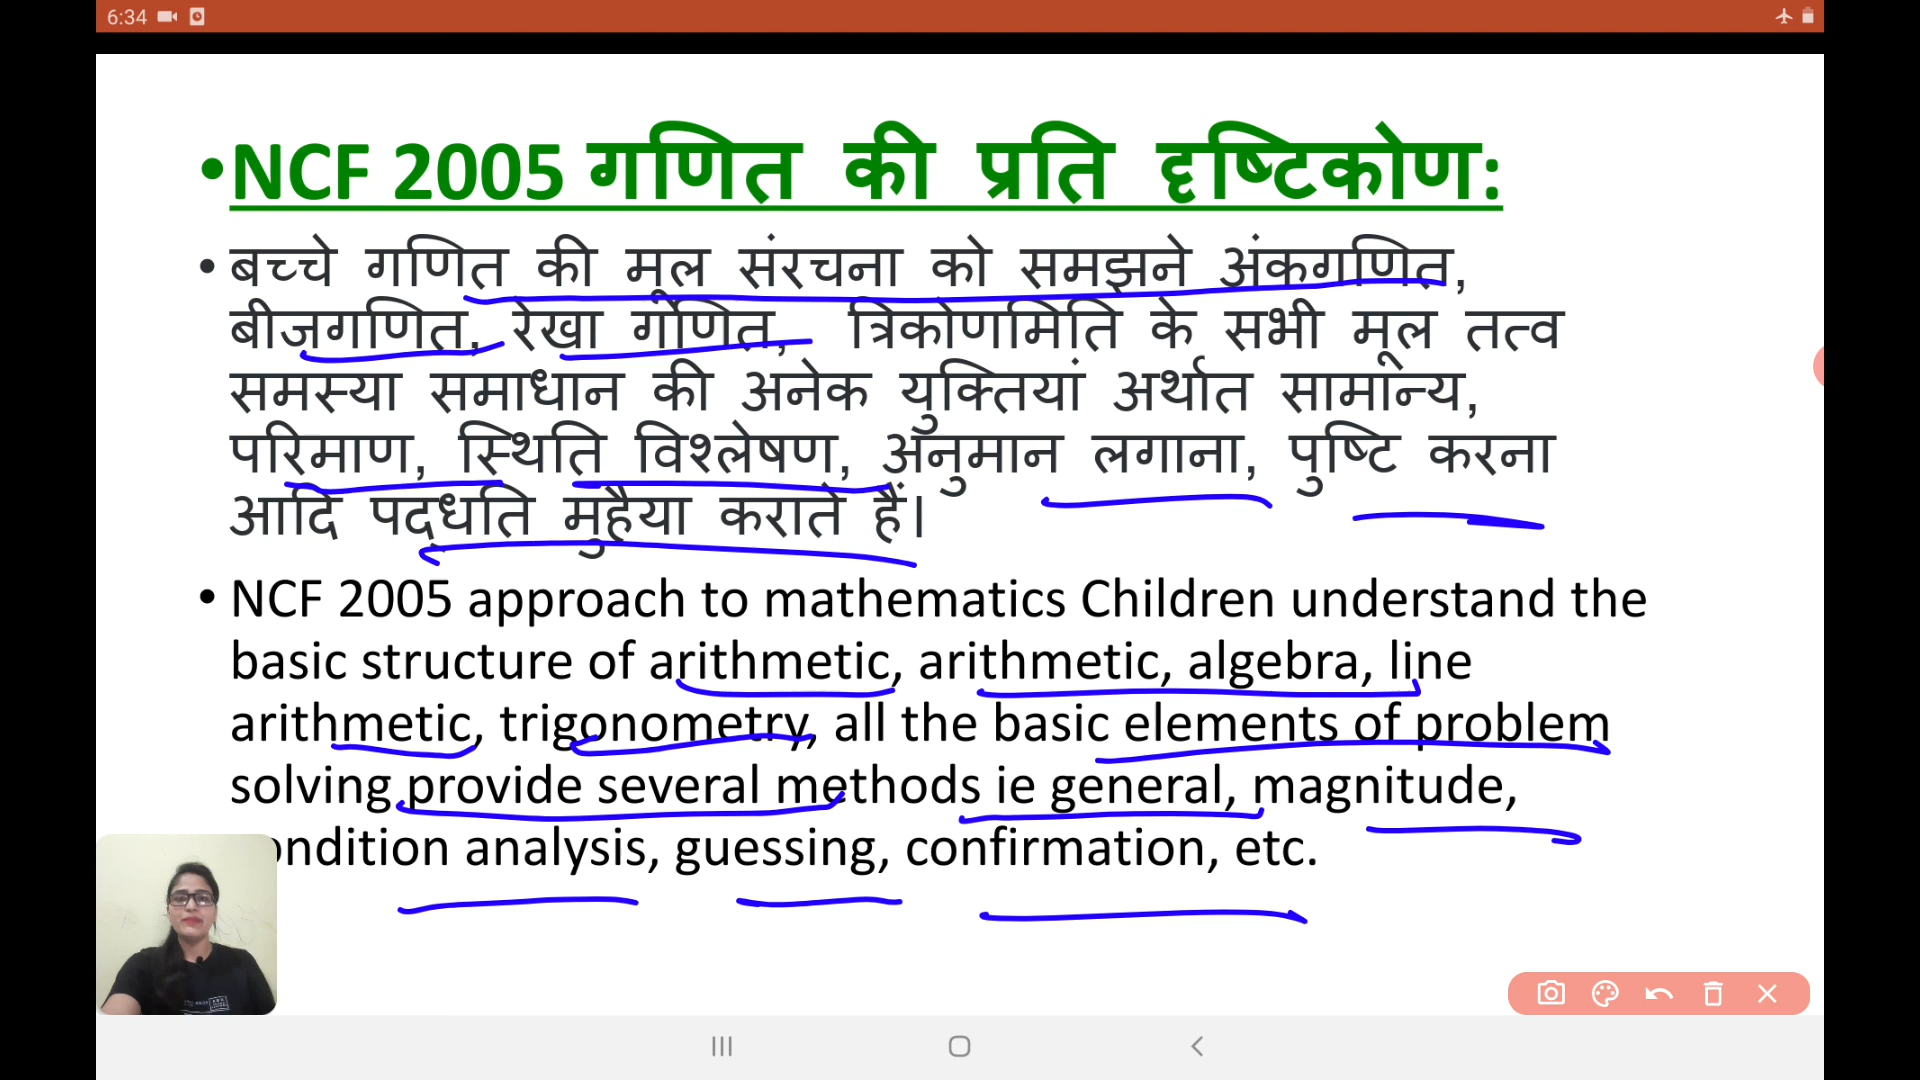 6:34
•NCF 2005 गणित की प्रति दृष्टिकोण:
• बच्चे गणित की मूल संरचना को समझने अंकगणित,
बीजगणित, रेखा गणित, त्रिकोणमिति के सभी मूल तत्व
समस्या समाधान की अनेक युक्तियां अर्थात सामान्य,
परिमाण, स्थिति विश्लेषण, अनुमान लगाना, पुष्टि करना
आदि पद्धति मुहैया कराते हैं।
• NCF 2005 approach to mathematics Children understand the
basic structure of arithmetic, arithmetic, algebra, line
arithmetic, trigonometry, all the basic elements of problem
solving provide several methods ie general, magnitude,
condition analysis, guessing, confirmation, etc.